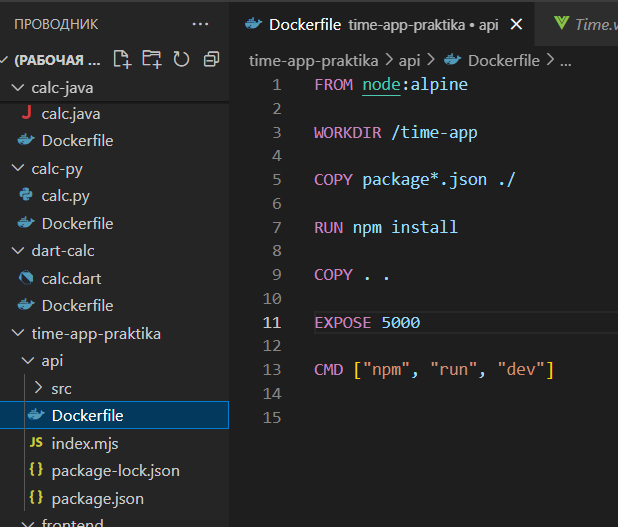 ПРОВОДНИК ...
(РАБОЧАЯ ...
calc-java
J calc.java
Dockerfile
calc-py
calc.py
Dockerfile
dart-calc
calc.dart
Dockerfile
time-app-praktika
api
src
Dockerfile
JS index.mjs
{} package-lock.json
{} package.json
frontend
Dockerfile time-app-praktika • api
Time.v
time-app-praktika > api > Dockerfile > ...
1 FROM node:alpine
2
3 WORKDIR /time-app
4
5 COPY package*.json ./
6
7 RUN npm install
8
9 COPY . .
10
11 EXPOSE 5000
12
13 CMD ["npm", "run", "dev"]
14
15